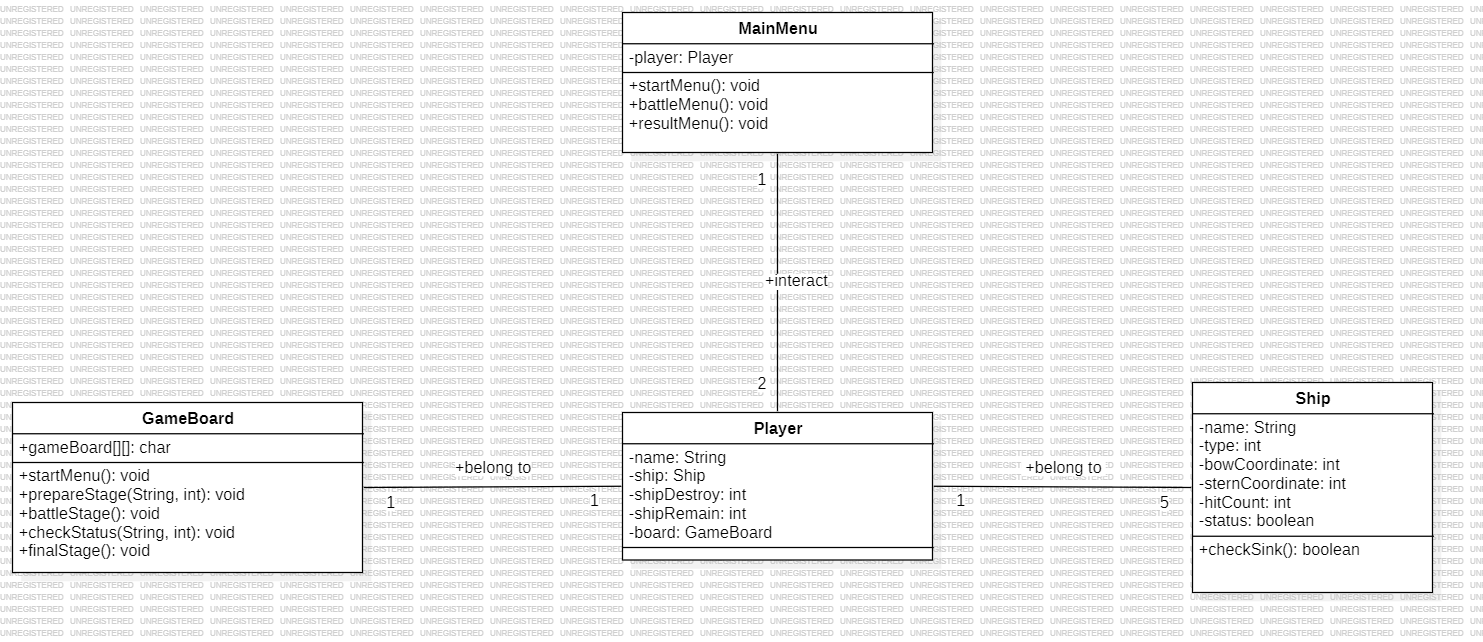 MainMenu
-player: Player
+startMenu(): void
+battleMenu(): void
+resultMenu(): void
1
+interact
2
GameBoard
+gameBoard[][]: char
+startMenu(): void
+prepareStage(String, int): void
+battleStage(): void
+checkStatus(String, int): void
+finalStage(): void
+belong to
1
1
Player
-name: String
-ship: Ship
-shipDestroy: int
-shipRemain: int
-board: GameBoard
+belong to
1
5
Ship
-name: String
-type: int
-bowCoordinate: int
-sternCoordinate: int
-hitCount: int
-status: boolean
+checkSink(): boolean
UNREGISTERED